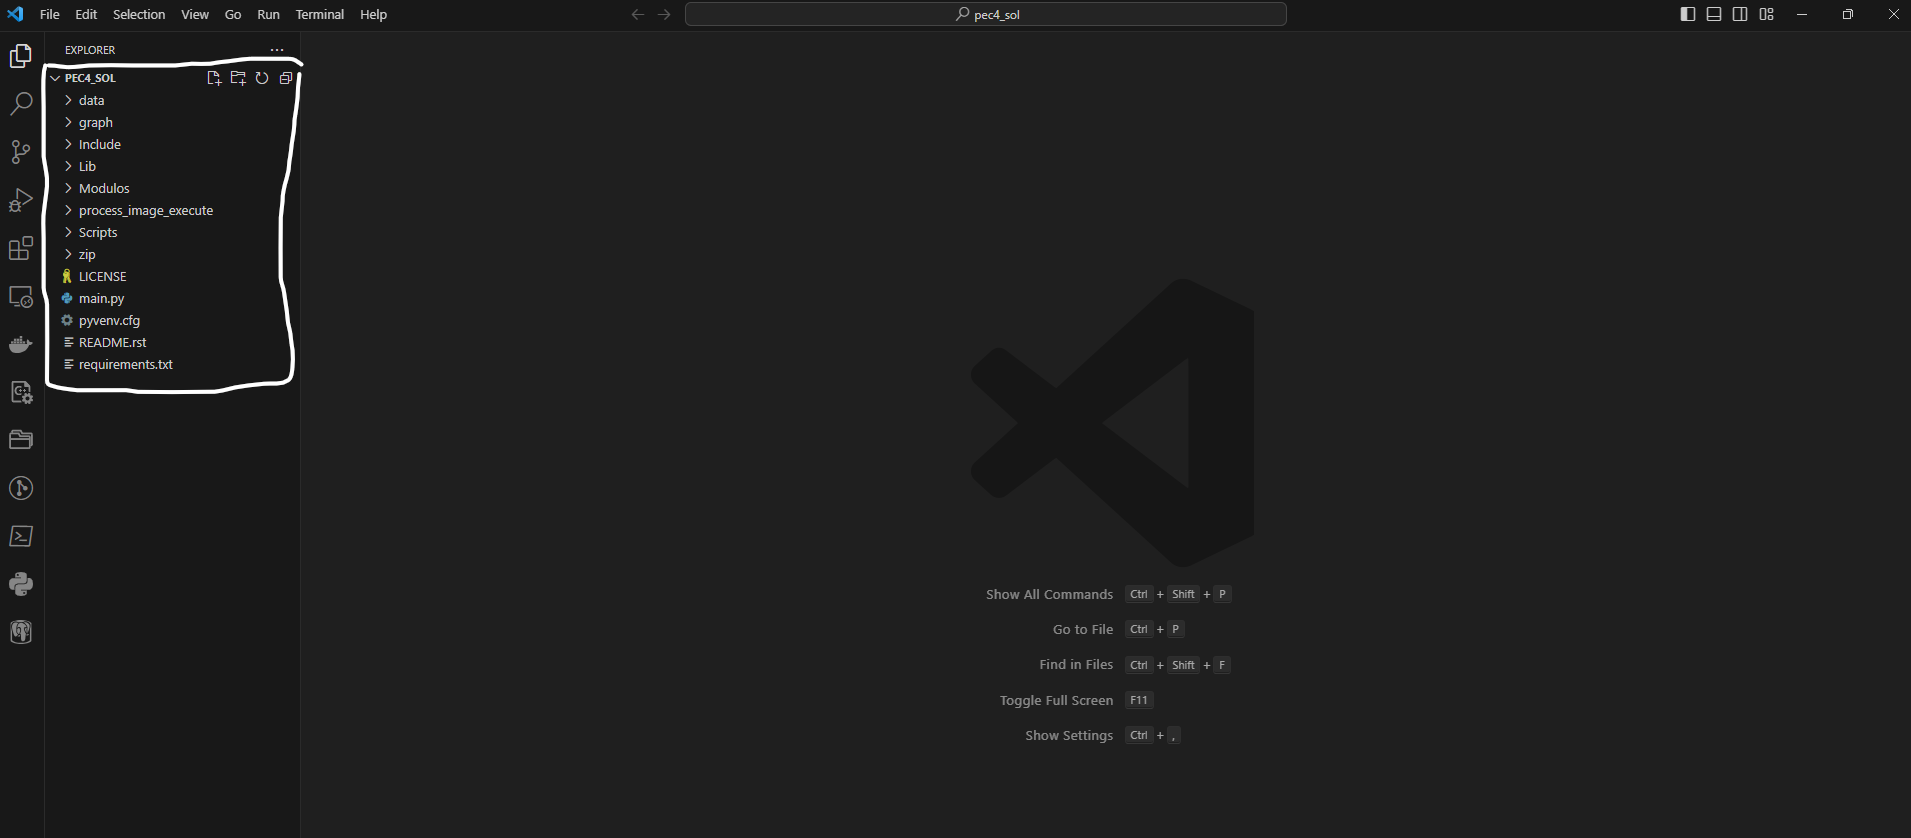 File Edit Selection View Go Run Terminal Help
pec4_sol
EXPLORER
PEC4_SOL
data
graph
Include
Lib
Modulos
process_image_execute
Scripts
zip
LICENSE
main.py
pyvenv.cfg
README.rst
requirements.txt
Show All Commands Ctrl + Shift + P
Go to File Ctrl + P
Find in Files Ctrl + Shift + F
Toggle Full Screen F11
Show Settings Ctrl + ,